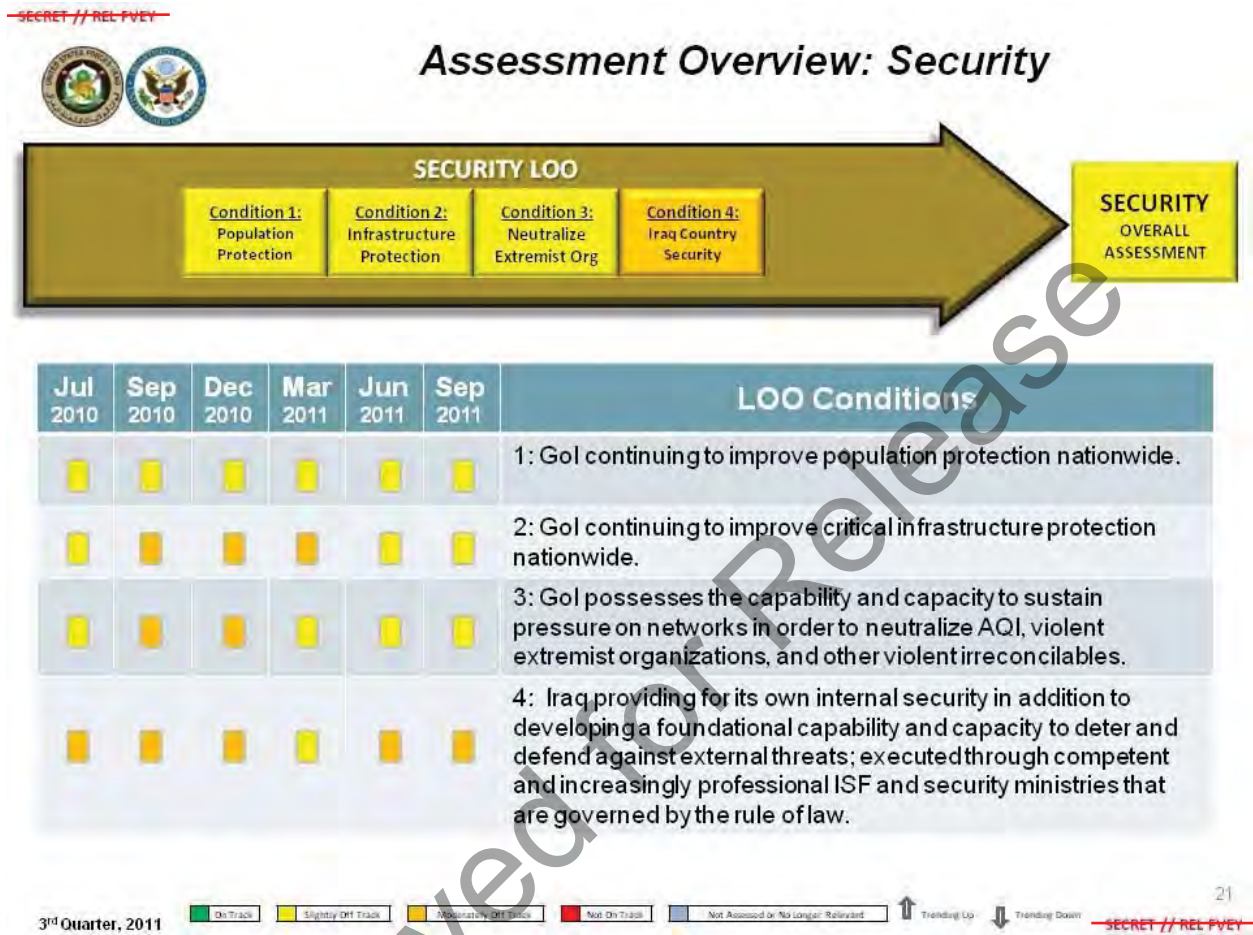 SECRET // REL FVEY
Assessment Overview: Security
SECURITY LOO
Condition 1:
Population
Protection
Condition 2:
Infrastructure
Protection
Condition 3:
Neutralize
Extremist Org
Condition 4:
Iraq Country
Security
SECURITY
OVERALL
ASSESSMENT
Jul 2010
Sep 2010
Dec 2010
Mar 2011
Jun 2011
Sep 2011
LOO Conditions
1: GoI continuing to improve population protection nationwide.
2: GoI continuing to improve critical infrastructure protection
nationwide.
3: GoI possesses the capability and capacity to sustain
pressure on networks in order to neutralize AQI, violent
extremist organizations, and other violent irreconcilables.
4: Iraq providing for its own internal security in addition to
developing a foundational capability and capacity to deter and
defend against external threats; executed through competent
and increasingly professional ISF and security ministries that
are governed by the rule of law.
ved for Release
21
3rd Quarter, 2011
On Track
Slightly Off Track
Moderately Off Track
Not On Track
Not Assessed or No Longer Relevant
Trending Up
Trending Down
SECRET // REL FVEY